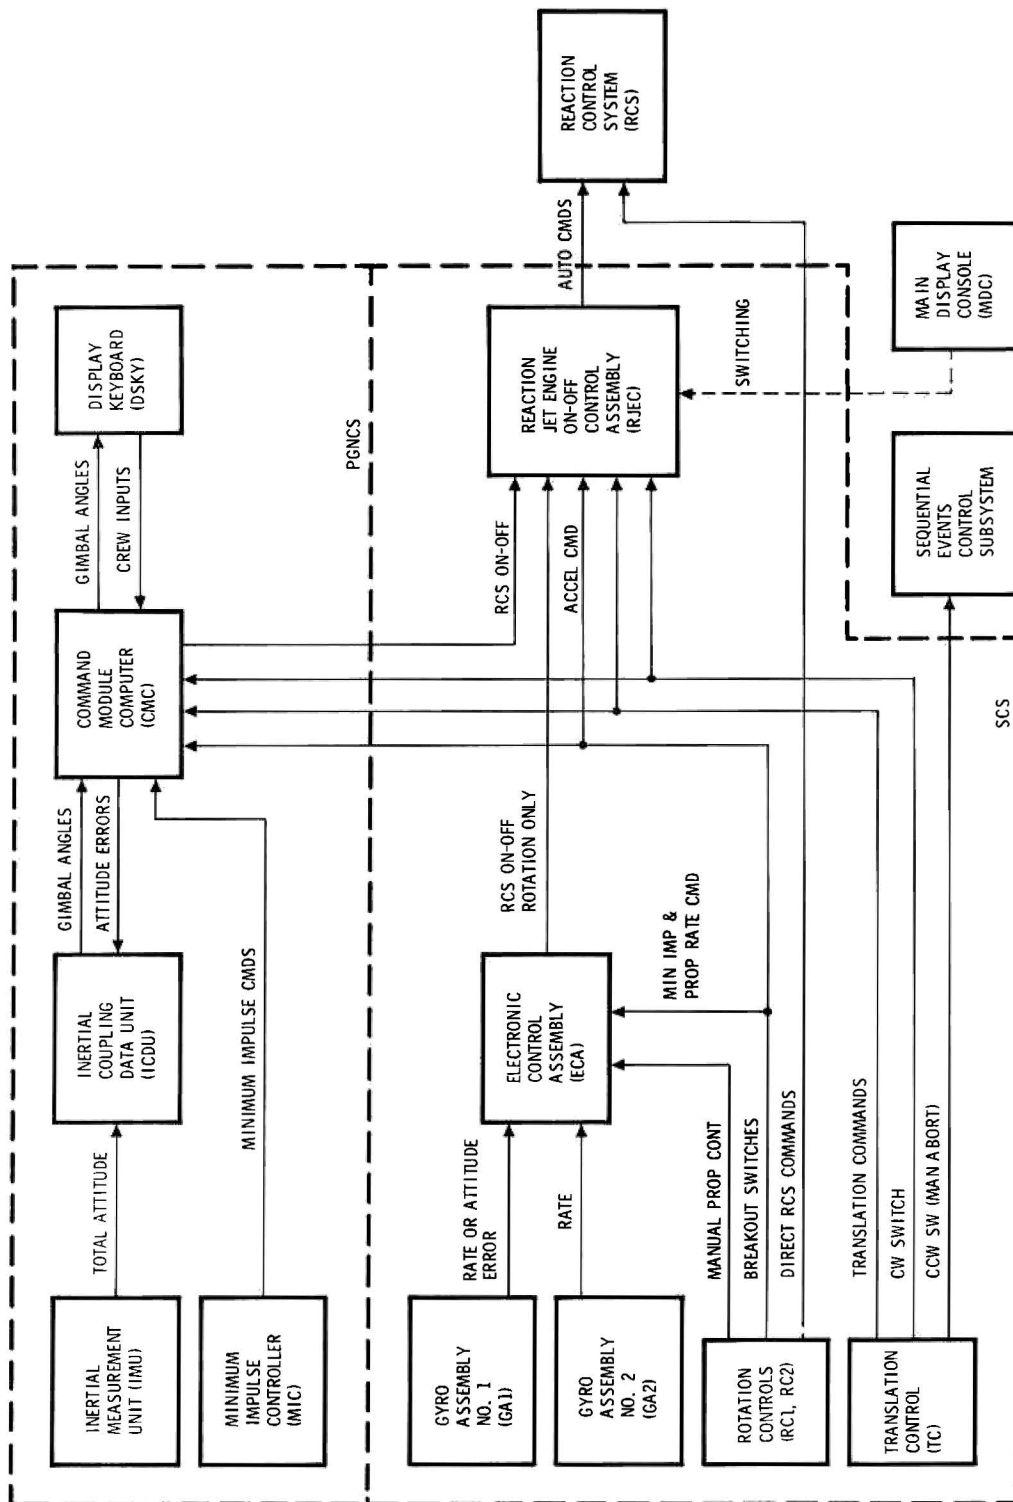 INERTIAL
MEASUREMENT
UNIT (IMU)
TOTAL ATTITUDE
INERTIAL
COUPLING
DATA UNIT
(ICDU)
GIMBAL ANGLES
ATTITUDE ERRORS
COMMAND
MODULE
COMPUTER
(CMC)
GIMBAL ANGLES
CREW INPUTS
DISPLAY
KEYBOARD
(DSKY)
MINIMUM
IMPULSE
CONTROLLER
(MIC)
MINIMUM IMPULSE CMDS
PGNCS
GYRO
ASSEMBLY
NO. 1
(GA1)
RATE OR ATTITUDE
ERROR
GYRO
ASSEMBLY
NO. 2
(GA2)
RATE
ELECTRONIC
CONTROL
ASSEMBLY
(ECA)
RCS ON-OFF
ROTATION ONLY
RCS ON-OFF
ACCEL CMD
REACTION
JET ENGINE
ON-OFF
CONTROL
ASSEMBLY
(RJEC)
AUTO CMDS
REACTION
CONTROL
SYSTEM
(RCS)
MIN IMP &
PROP RATE CMD
SWITCHING
ROTATION
CONTROLS
(RC1, RC2)
MANUAL PROP CONT
BREAKOUT SWITCHES
DIRECT RCS COMMANDS
TRANSLATION
CONTROL
(TC)
TRANSLATION COMMANDS
CW SWITCH
CCW SW (MAN ABORT)
SEQUENTIAL
EVENTS
CONTROL
SUBSYSTEM
MAIN
DISPLAY
CONSOLE
(MDC)
SCS